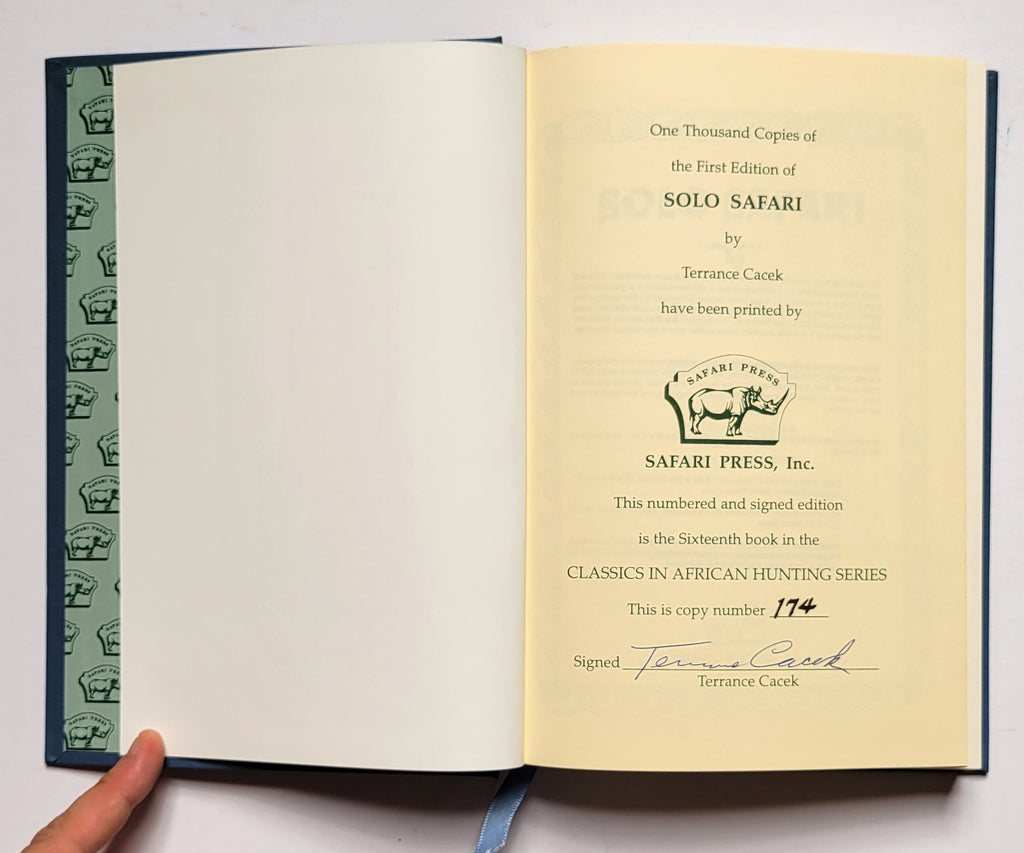 One Thousand Copies of
the First Edition of
SOLO SAFARI
by
Terrance Cacek
have been printed by
SAFARI PRESS
SAFARI PRESS, Inc.
This numbered and signed edition
is the Sixteenth book in the
CLASSICS IN AFRICAN HUNTING SERIES
This is copy number 174
Signed Terrance Cacek
Terrance Cacek